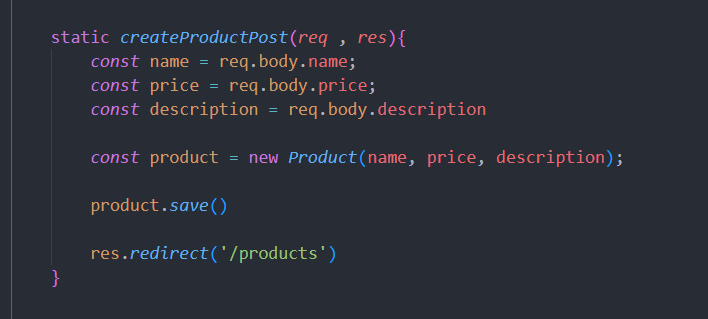 static createProductPost(req , res){
const name = req.body.name;
const price = req.body.price;
const description = req.body.description
const product = new Product(name, price, description);
product.save()
res.redirect('/products')
}